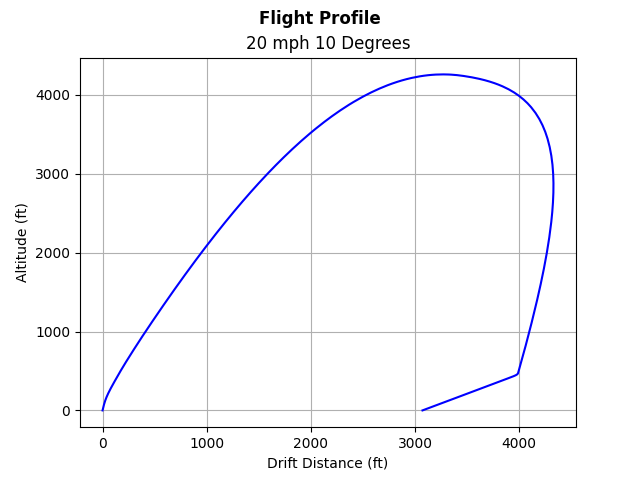 Flight Profile
20 mph 10 Degrees
Altitude (ft)
4000
3000
2000
1000
0
0 1000 2000 3000 4000
Drift Distance (ft)